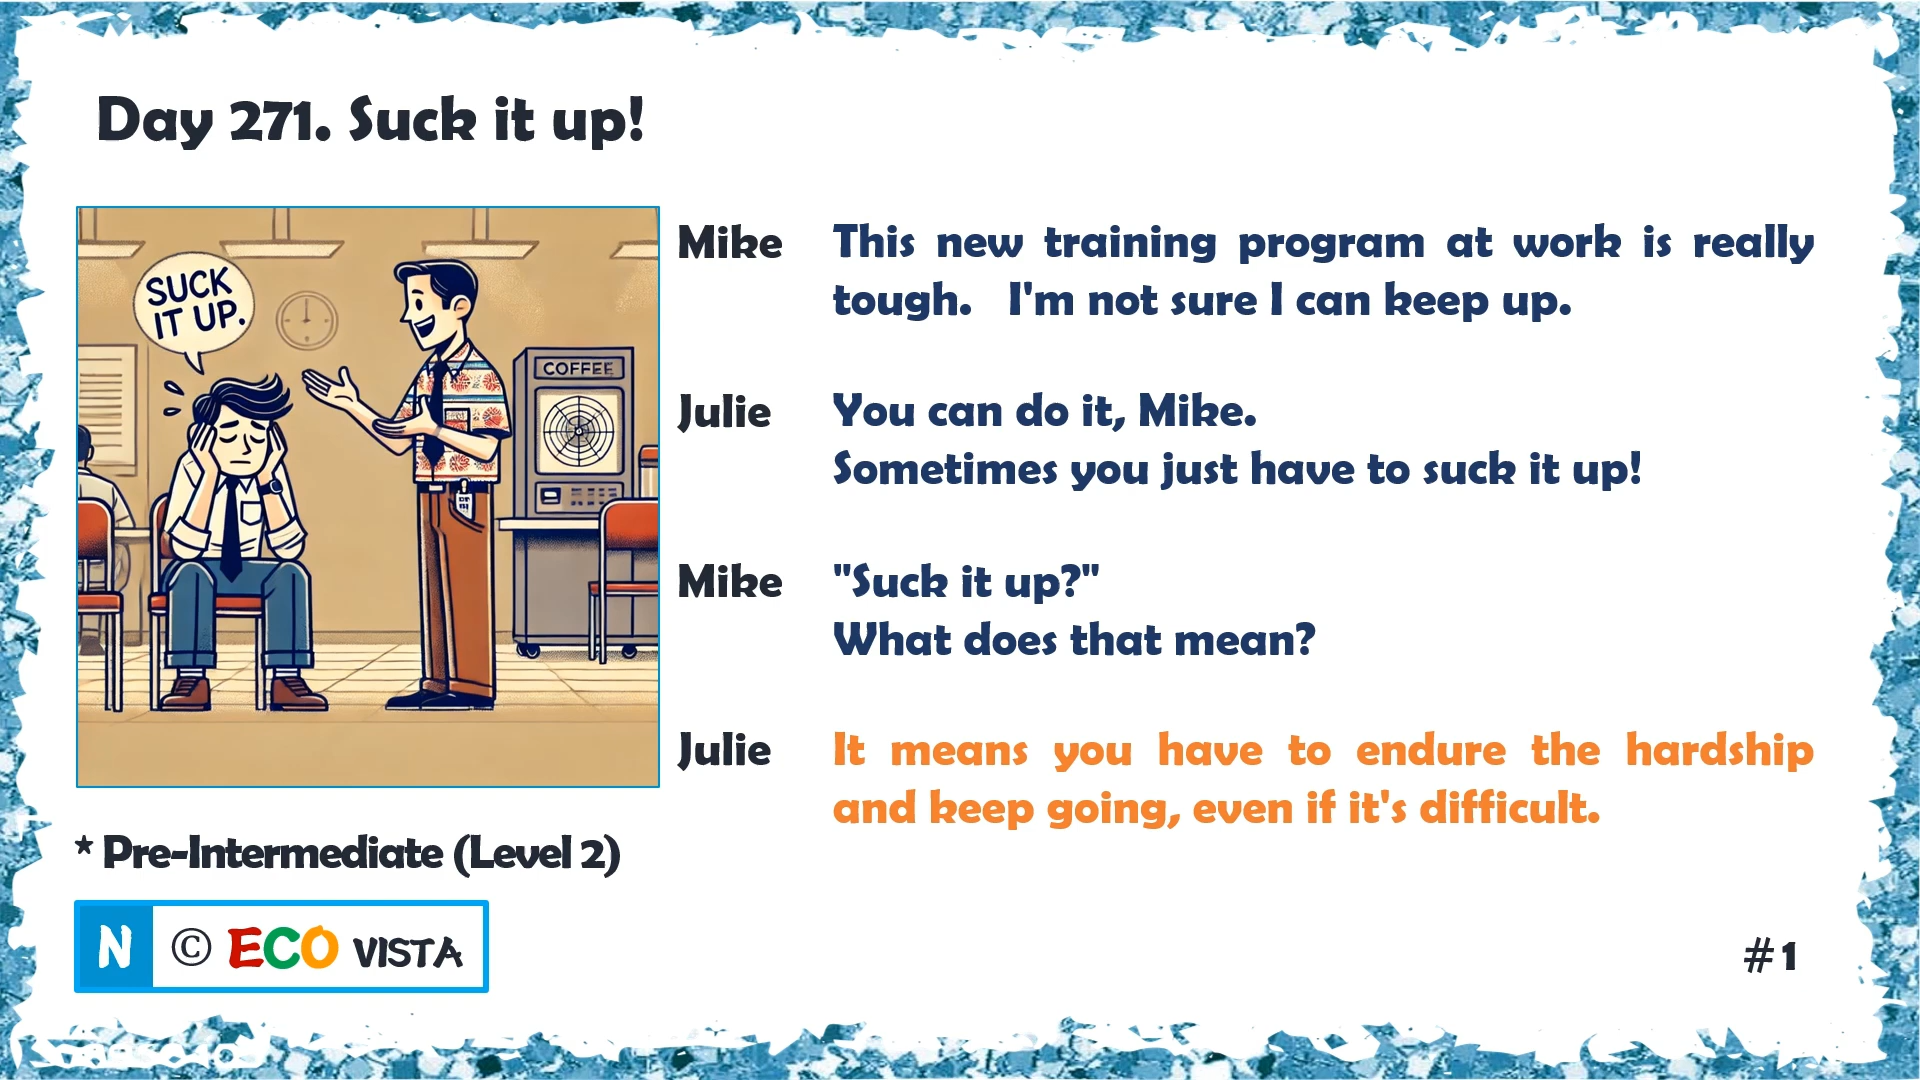 Day 271. Suck it up!
SUCK
IT UP.
COFFEE
Mike This new training program at work is really
tough. I'm not sure I can keep up.
Julie You can do it, Mike.
Sometimes you just have to suck it up!
Mike "Suck it up?"
What does that mean?
Julie It means you have to endure the hardship
and keep going, even if it's difficult.
* Pre-Intermediate (Level 2)
N © ECO VISTA
#1